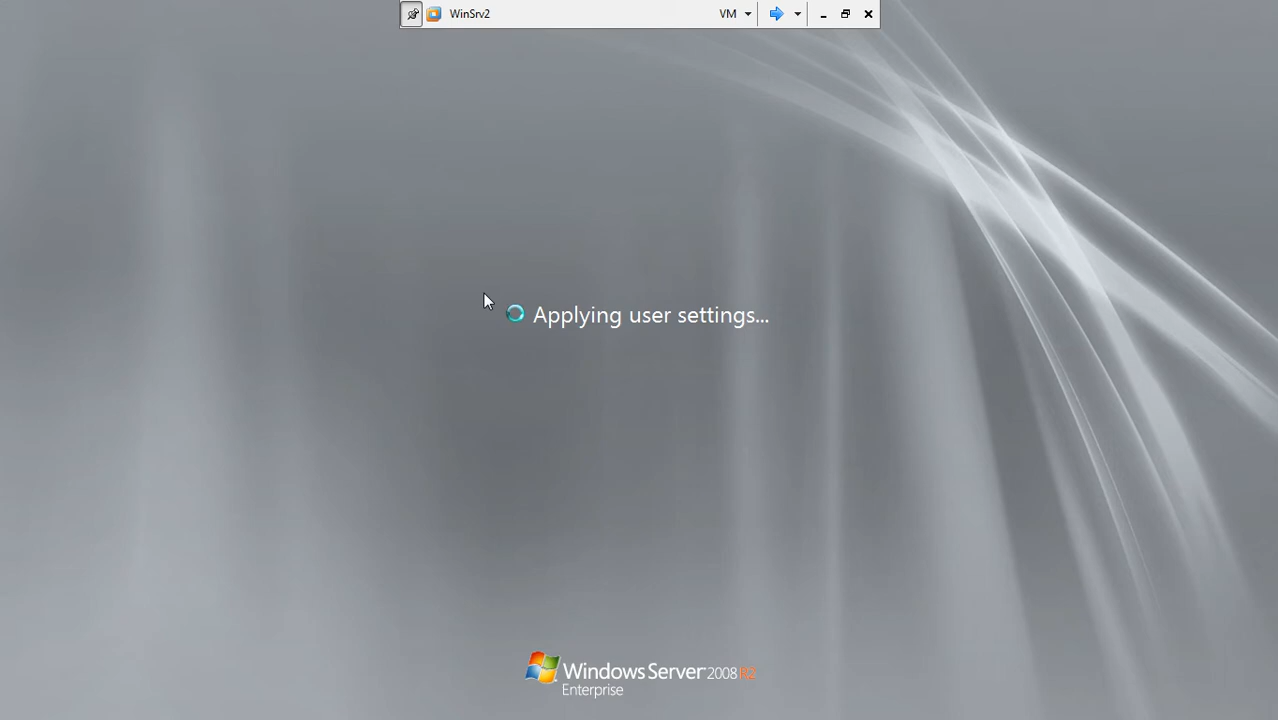 WinSrv2 VM
Applying user settings...
Windows Server 2008 R2
Enterprise